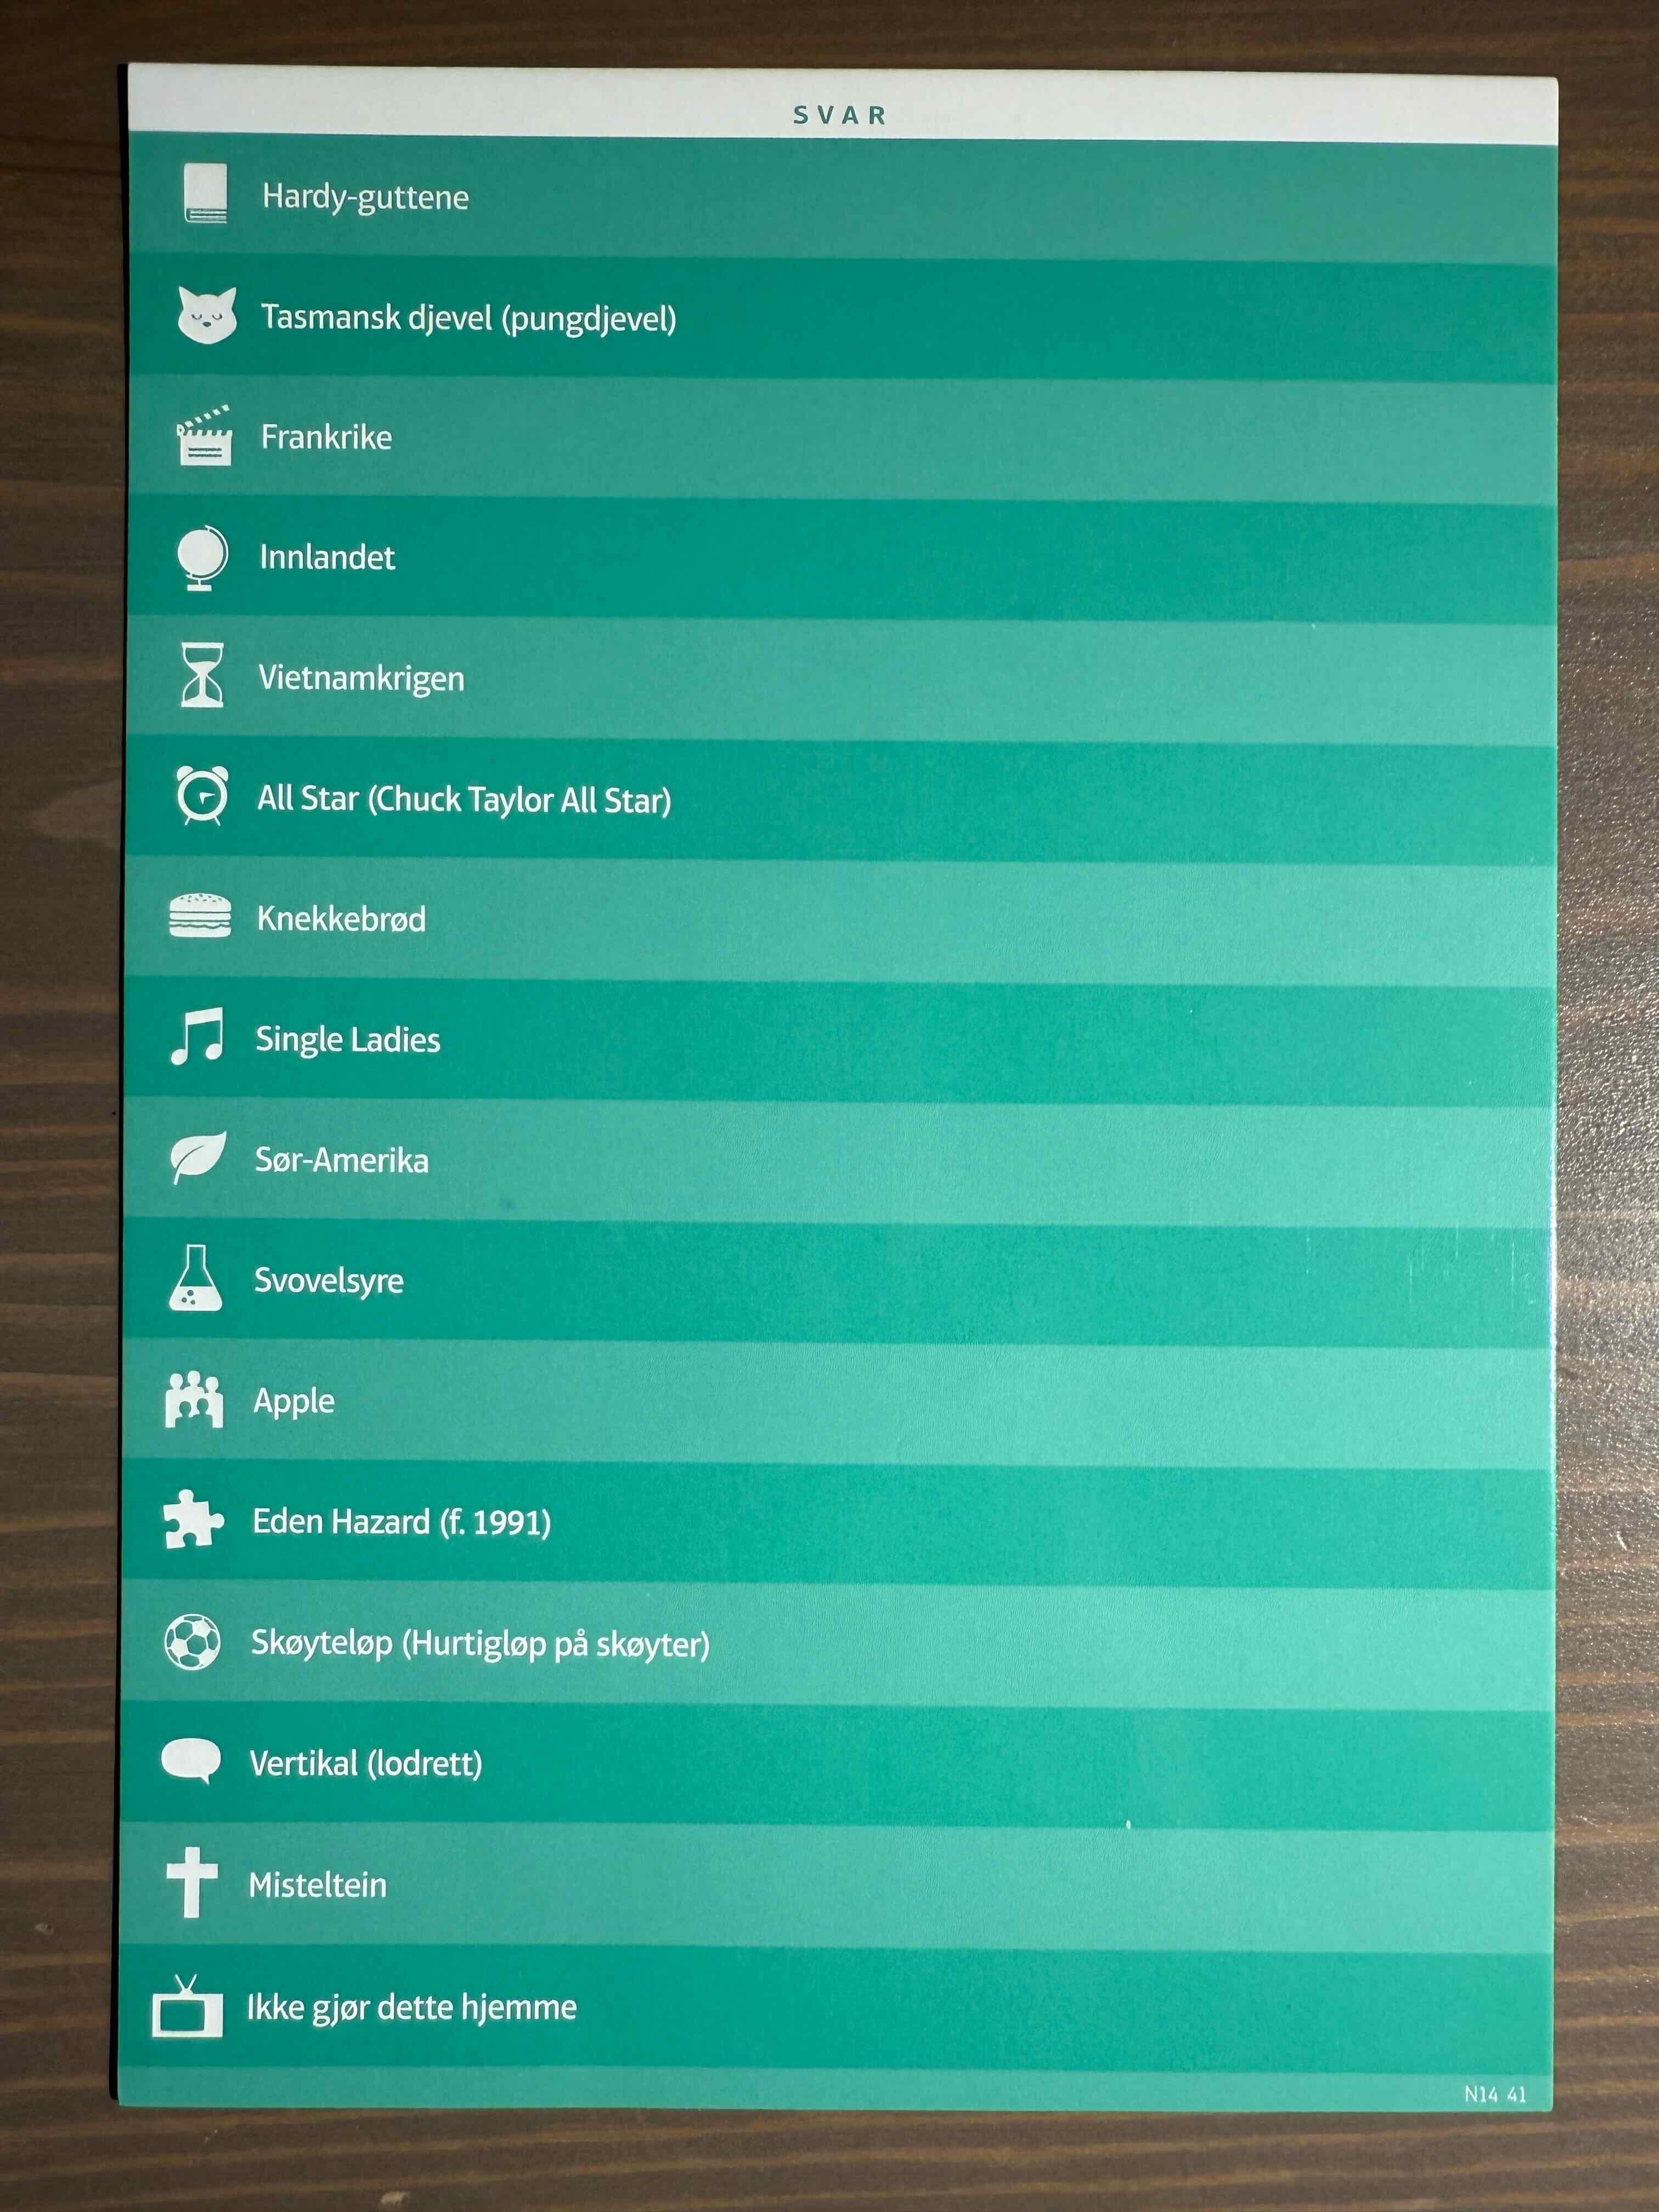 SVAR
Hardy-guttene
Tasmansk djevel (pungdjevel)
Frankrike
Innlandet
Vietnamkrigen
All Star (Chuck Taylor All Star)
Knekkebrød
Single Ladies
Sør-Amerika
Svovelsyre
Apple
Eden Hazard (f. 1991)
Skøyteløp (Hurtigløp på skøyter)
Vertikal (lodrett)
Misteltein
Ikke gjør dette hjemme
N14 41